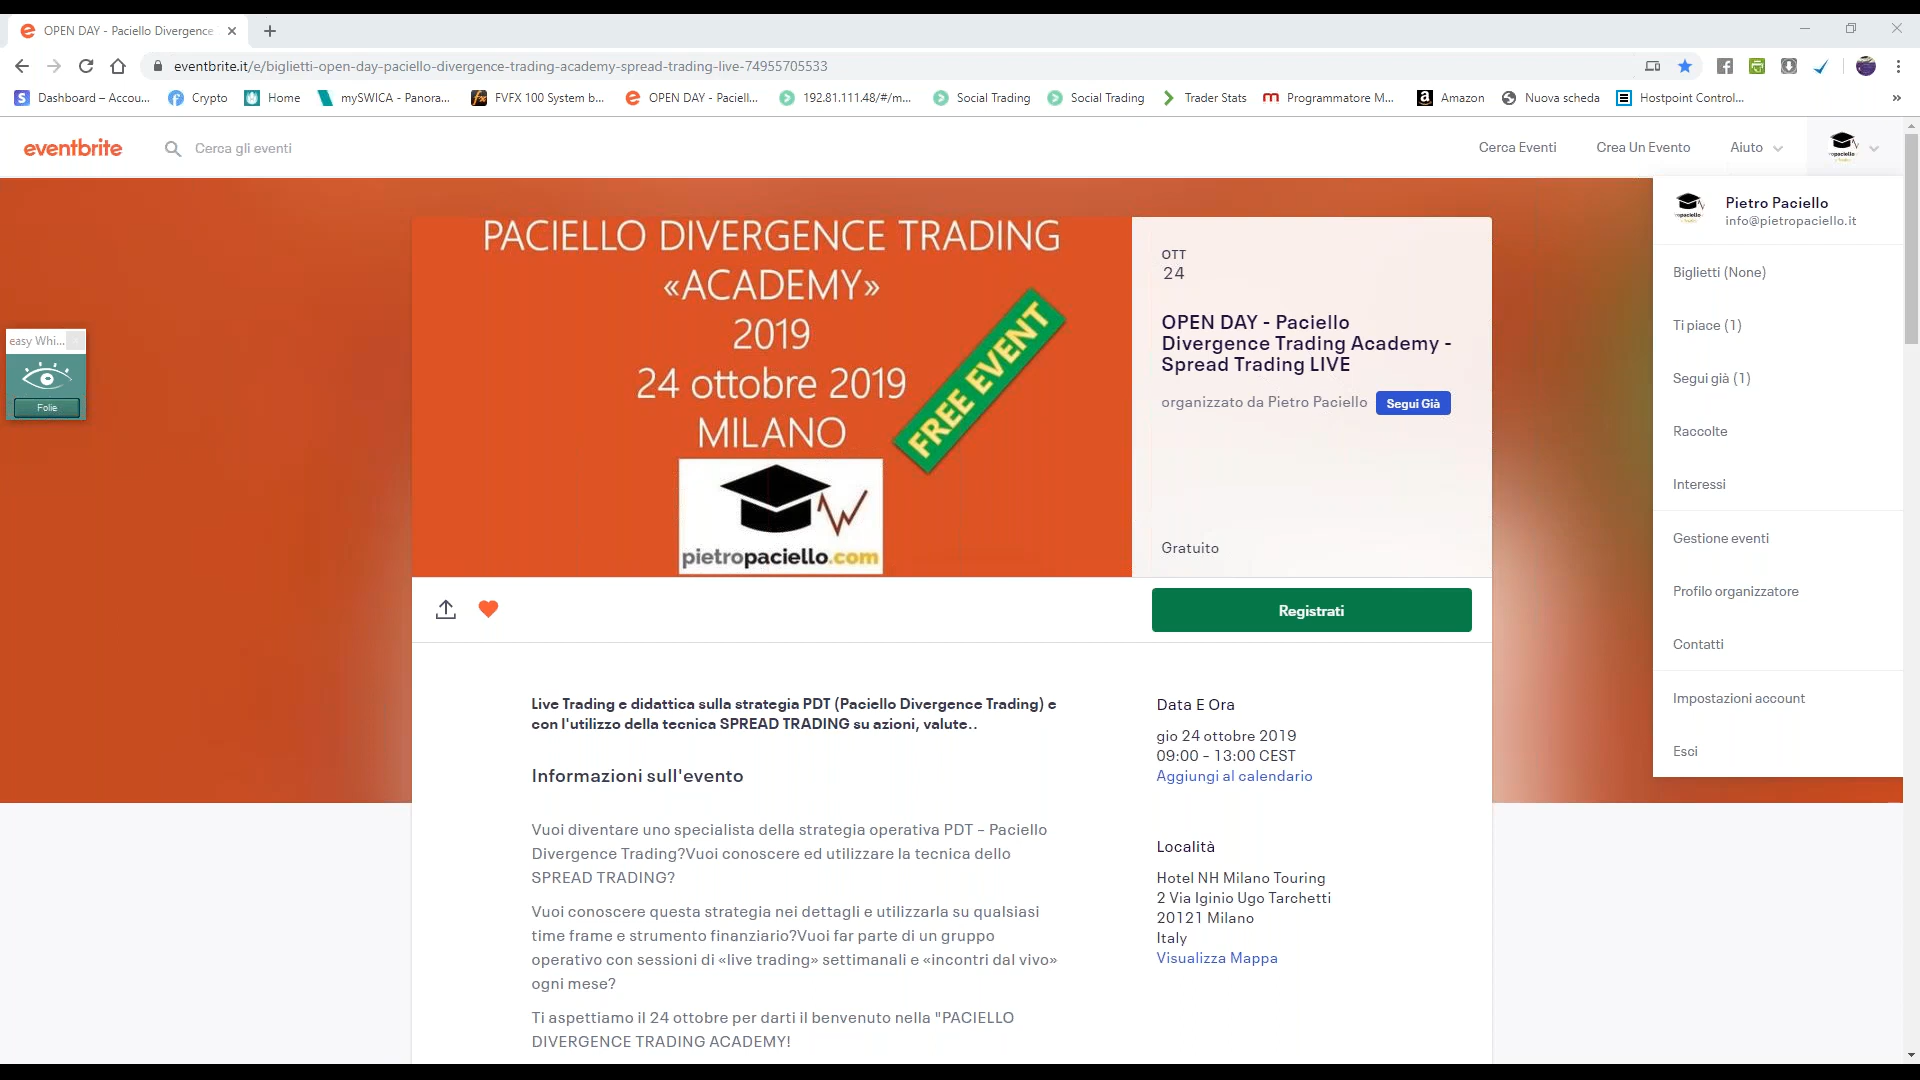 OPEN DAY - Paciello Divergence
eventbrite.it/e/biglietti-open-day-paciello-divergence-trading-academy-spread-trading-live-74955705533
Dashboard – Accou...
Crypto
Home
mySWICA - Panora...
FVFX 100 System b...
OPEN DAY - Paciell...
192.81.111.48/#/m...
Social Trading
Social Trading
Trader Stats
Programmatore M...
Amazon
Nuova scheda
Hostpoint Control...
eventbrite
Cerca gli eventi
Cerca Eventi
Crea Un Evento
Aiuto
Pietro Paciello
info@pietropaciello.it
Biglietti (None)
Ti piace (1)
Segui già (1)
Raccolte
Interessi
Gestione eventi
Profilo organizzatore
Contatti
Impostazioni account
Esci
easy Whi...
Folie
PACIELLO DIVERGENCE TRADING
«ACADEMY»
2019
24 ottobre 2019
MILANO
FREE EVENT
pietropaciello.com
OTT
24
OPEN DAY - Paciello
Divergence Trading Academy -
Spread Trading LIVE
organizzato da Pietro Paciello
Segui Già
Gratuito
Registrati
Live Trading e didattica sulla strategia PDT (Paciello Divergence Trading) e
con l'utilizzo della tecnica SPREAD TRADING su azioni, valute..
Informazioni sull'evento
Vuoi diventare uno specialista della strategia operativa PDT – Paciello
Divergence Trading?Vuoi conoscere ed utilizzare la tecnica dello
SPREAD TRADING?
Vuoi conoscere questa strategia nei dettagli e utilizzarla su qualsiasi
time frame e strumento finanziario?Vuoi far parte di un gruppo
operativo con sessioni di «live trading» settimanali e «incontri dal vivo»
ogni mese?
Ti aspettiamo il 24 ottobre per darti il benvenuto nella "PACIELLO
DIVERGENCE TRADING ACADEMY!
Data E Ora
gio 24 ottobre 2019
09:00 – 13:00 CEST
Aggiungi al calendario
Località
Hotel NH Milano Touring
2 Via Iginio Ugo Tarchetti
20121 Milano
Italy
Visualizza Mappa